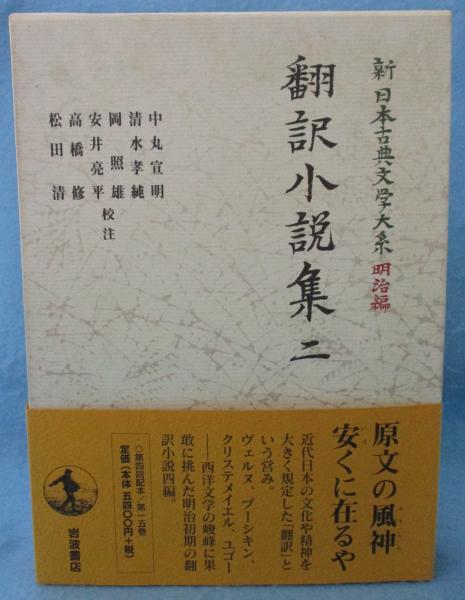 新日本古典文学大系 明治編
翻訳小説集 二
中丸宣明
清水孝純
岡照雄
安井亮平
高橋修
松田清
校注
原文の風神
安くに在るや
近代日本の文化や精神を
大きく規定した「翻訳」と
いう営み。
ヴェルヌ、プーシキン、
クリステメイエル、ユゴー
――西洋文学の峻峰に果
敢に挑んだ明治初期の翻
訳小説四編。
◎第四回配本/第一五巻
定価(本体 五四〇〇円+税)
岩波書店